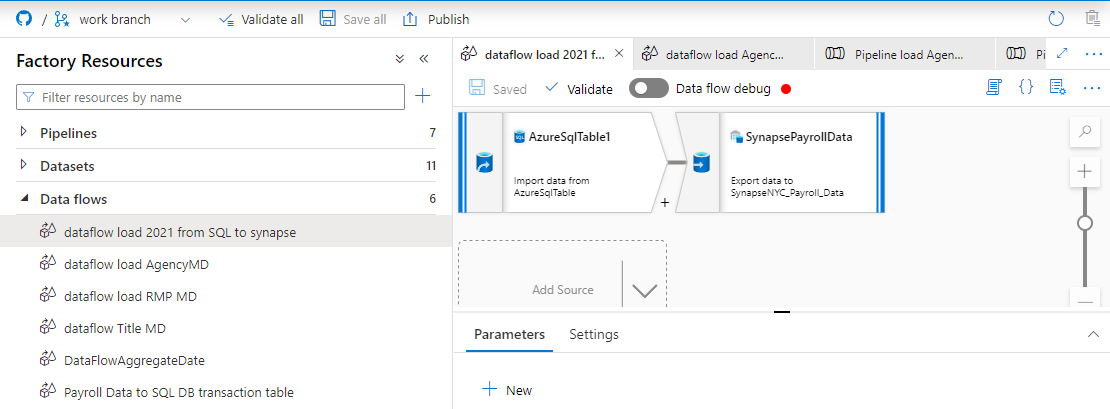 / work branch Validate all Save all Publish
Factory Resources
Filter resources by name
Pipelines 7
Datasets 11
Data flows 6
dataflow load 2021 from SQL to synapse
dataflow load AgencyMD
dataflow load RMP MD
dataflow Title MD
DataFlowAggregateDate
Payroll Data to SQL DB transaction table
dataflow load 2021 f... dataflow load Agenc... Pipeline load Agen... Pi
Saved Validate Data flow debug
SQL
AzureSqlTable1
Import data from
AzureSqlTable
+
SynapsePayrollData
Export data to
SynapseNYC_Payroll_Data
Add Source
Parameters Settings
+ New